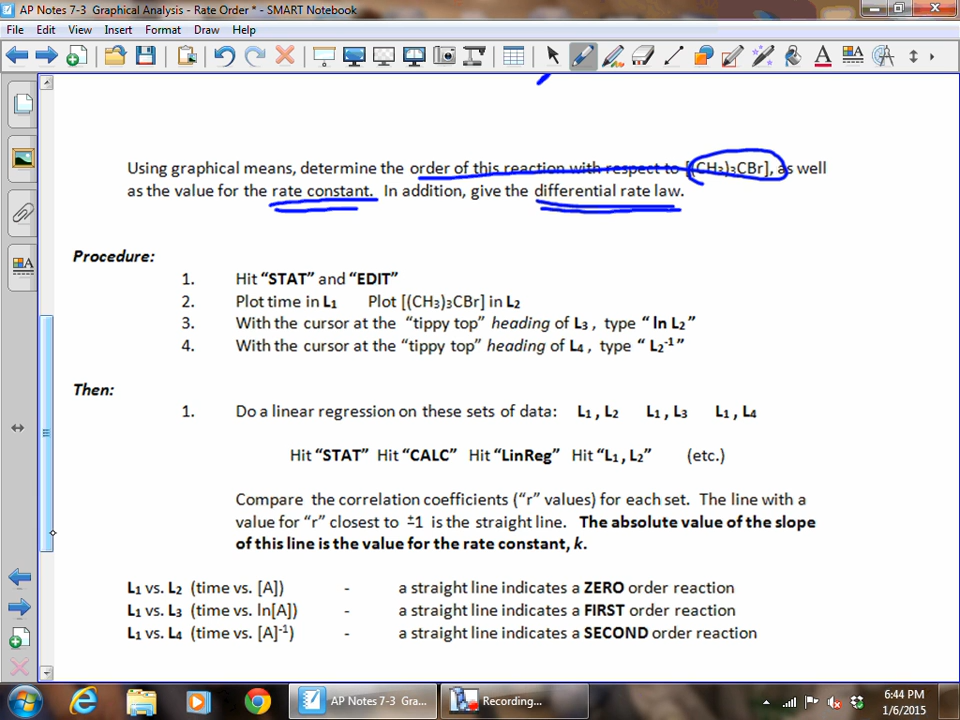 AP Notes 7-3 Graphical Analysis - Rate Order * - SMART Notebook
File Edit View Insert Format Draw Help
Using graphical means, determine the order of this reaction with respect to [(CH₃)₃CBr], as well
as the value for the rate constant. In addition, give the differential rate law.
Procedure:
1. Hit “STAT” and “EDIT”
2. Plot time in L₁ Plot [(CH₃)₃CBr] in L₂
3. With the cursor at the “tippy top” heading of L₃ , type “ ln L₂”
4. With the cursor at the “tippy top” heading of L₄ , type “ L₂⁻¹”
Then:
1. Do a linear regression on these sets of data: L₁ , L₂ L₁ , L₃ L₁ , L₄
Hit “STAT” Hit “CALC” Hit “LinReg” Hit “L₁ , L₂” (etc.)
Compare the correlation coefficients (“r” values) for each set. The line with a
value for “r” closest to ±1 is the straight line. The absolute value of the slope
of this line is the value for the rate constant, k.
L₁ vs. L₂ (time vs. [A]) - a straight line indicates a ZERO order reaction
L₁ vs. L₃ (time vs. ln[A]) - a straight line indicates a FIRST order reaction
L₁ vs. L₄ (time vs. [A]⁻¹) - a straight line indicates a SECOND order reaction
AP Notes 7-3 Gra... Recording... 6:44 PM
1/6/2015